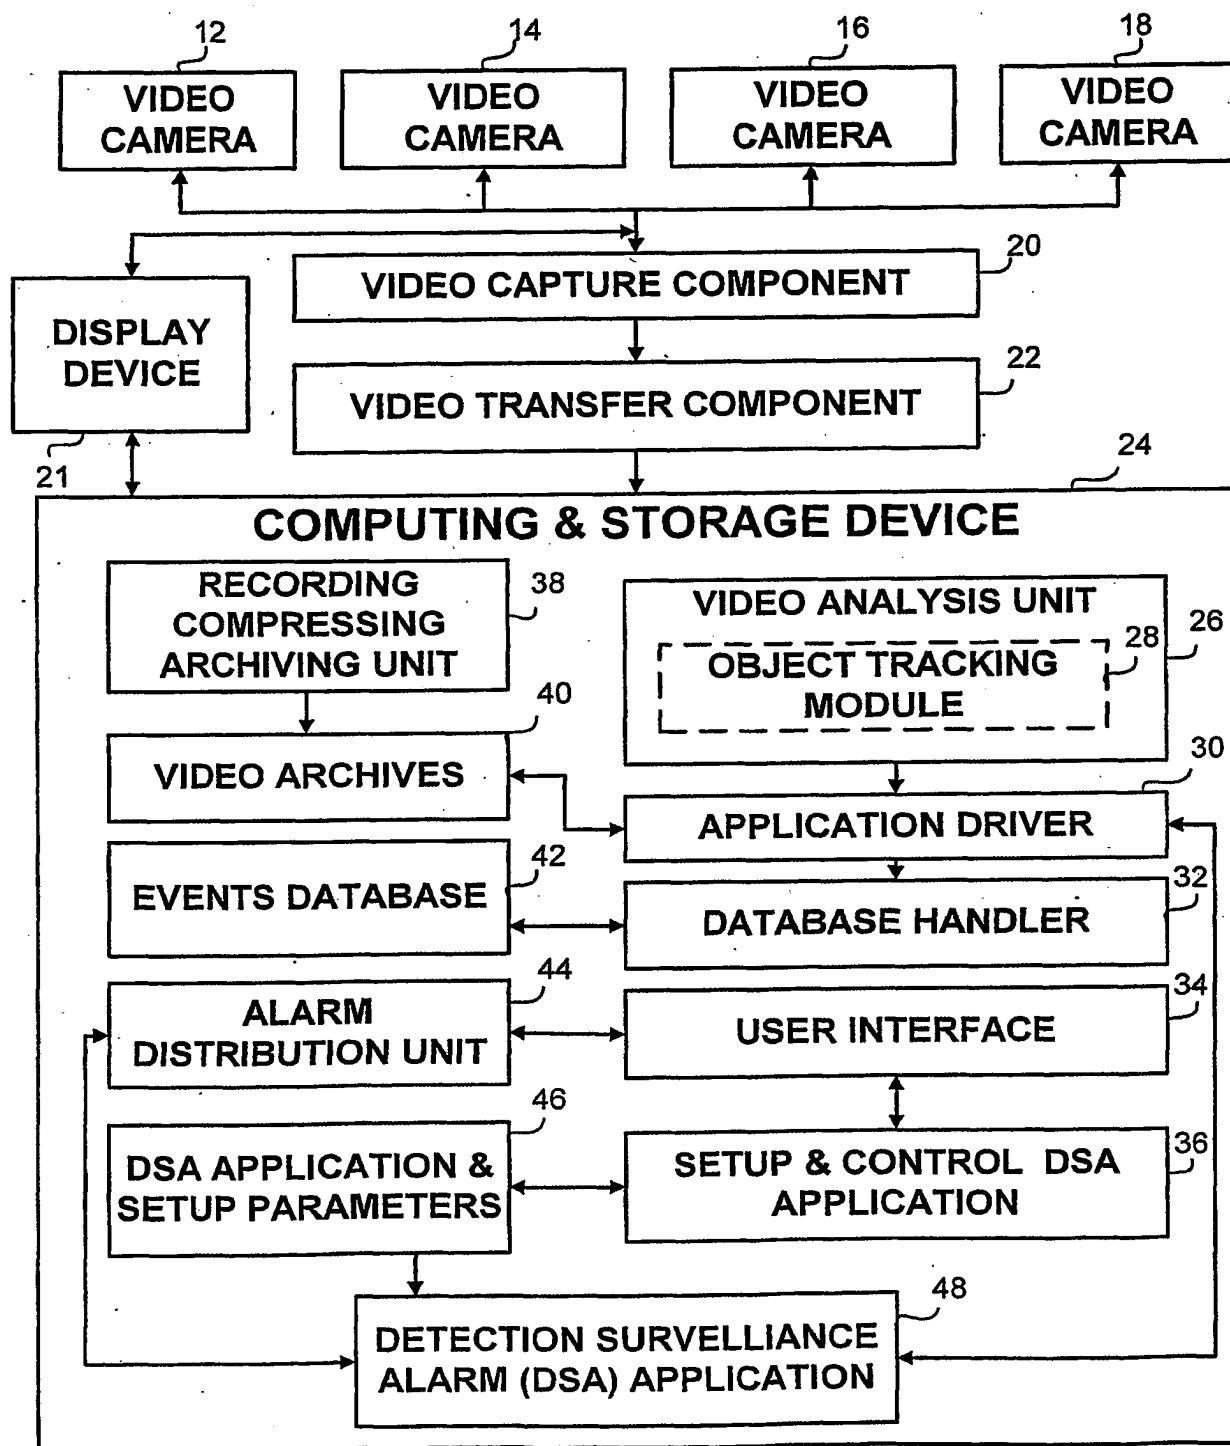 12
14
16
18
VIDEO
CAMERA
VIDEO
CAMERA
VIDEO
CAMERA
VIDEO
CAMERA
20
VIDEO CAPTURE COMPONENT
DISPLAY
DEVICE
21
22
VIDEO TRANSFER COMPONENT
24
COMPUTING & STORAGE DEVICE
RECORDING
COMPRESSING
ARCHIVING UNIT
38
VIDEO ANALYSIS UNIT
26
OBJECT TRACKING
MODULE
28
40
VIDEO ARCHIVES
30
APPLICATION DRIVER
42
EVENTS DATABASE
32
DATABASE HANDLER
44
ALARM
DISTRIBUTION UNIT
34
USER INTERFACE
46
DSA APPLICATION &
SETUP PARAMETERS
36
SETUP & CONTROL DSA
APPLICATION
48
DETECTION SURVELLIANCE
ALARM (DSA) APPLICATION